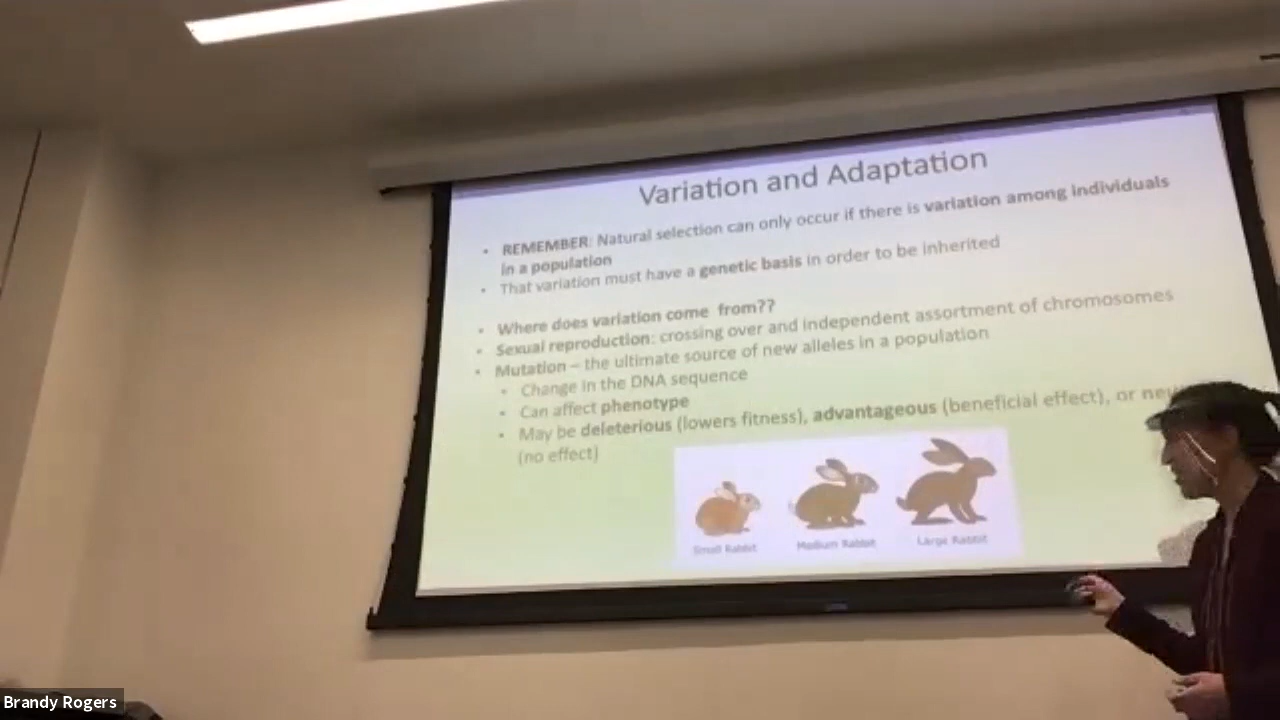 Variation and Adaptation
• REMEMBER: Natural selection can only occur if there is variation among individuals
in a population
• That variation must have a genetic basis in order to be inherited
• Where does variation come from??
• Sexual reproduction: crossing over and independent assortment of chromosomes
• Mutation – the ultimate source of new alleles in a population
• Change in the DNA sequence
• Can affect phenotype
• May be deleterious (lowers fitness), advantageous (beneficial effect), or
(no effect)
Small Rabbit Medium Rabbit Large Rabbit
Brandy Rogers